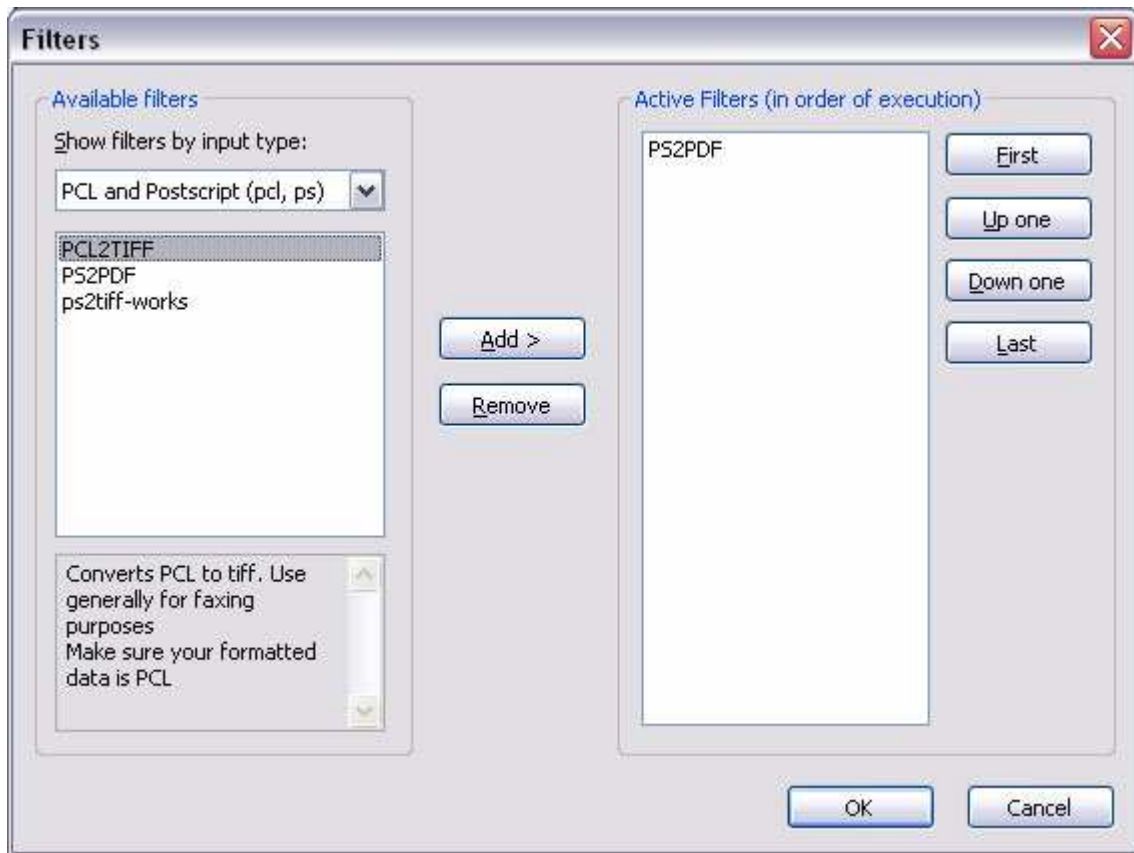 Filters
Available filters
Show filters by input type:
PCL and Postscript (pcl, ps)
PCL2TIFF
PS2PDF
ps2tiff-works
Converts PCL to tiff. Use
generally for faxing
purposes
Make sure your formatted
data is PCL
Add >
Remove
Active Filters (in order of execution)
PS2PDF
First
Up one
Down one
Last
OK
Cancel